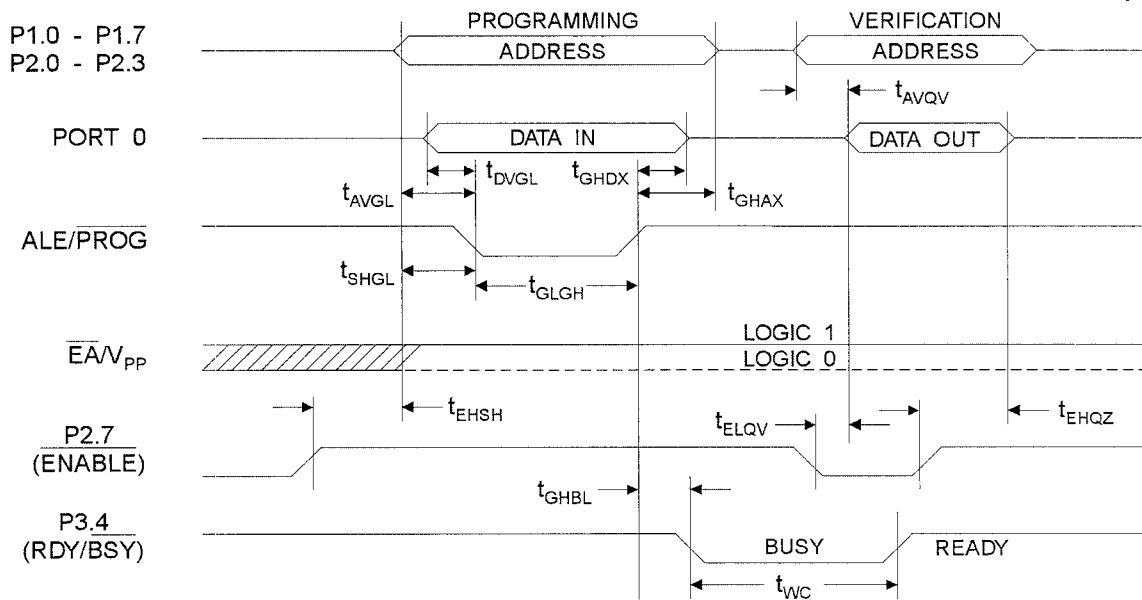 PROGRAMMING
VERIFICATION
P1.0 - P1.7
P2.0 - P2.3
ADDRESS
ADDRESS
tAVQV
PORT 0
DATA IN
DATA OUT
tDVGL
tGHDX
tAVGL
tGHAX
ALE/PROG
tSHGL
tGLGH
LOGIC 1
EA/VPP
LOGIC 0
tEHSH
tELQV
tEHQZ
P2.7
(ENABLE)
tGHBL
P3.4
(RDY/BSY)
BUSY
READY
tWC